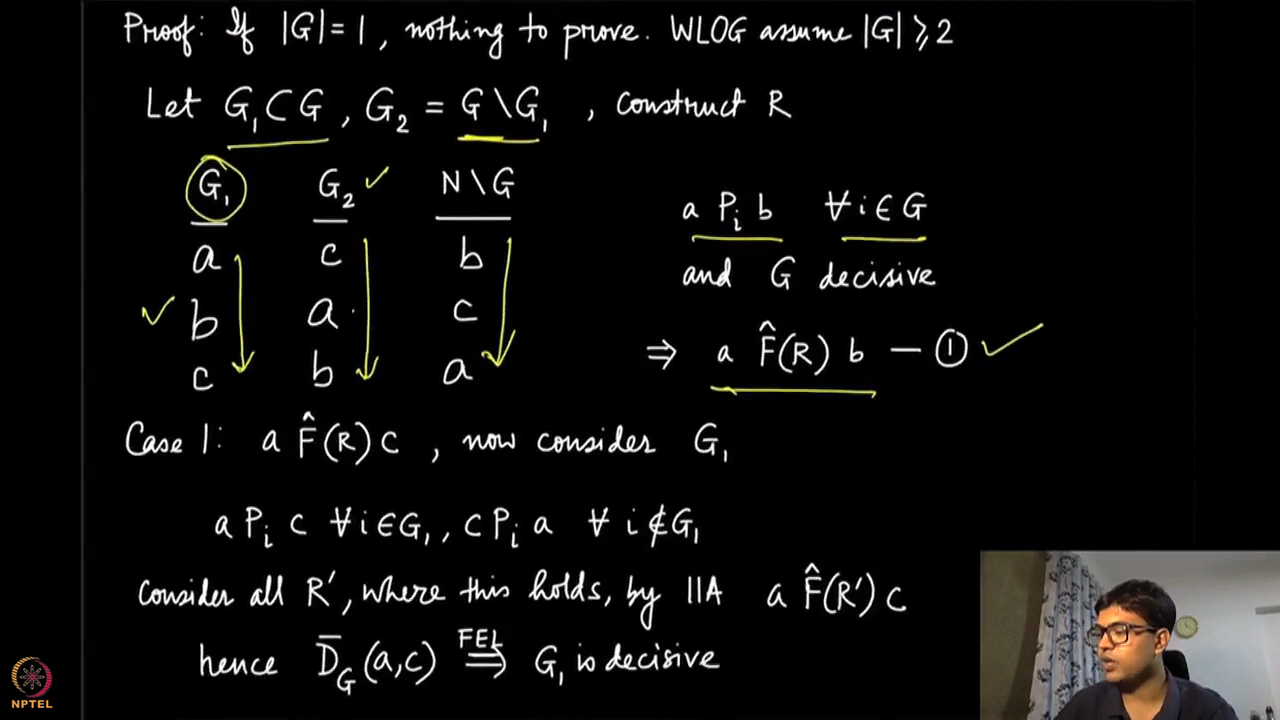 Proof: If |G|=1, nothing to prove. WLOG assume |G| ⩾ 2
Let G₁ ⊂ G, G₂ = G \ G₁, construct R
G₁ G₂ N \ G
a c b
b a c
c b a
a Pᵢ b ∀ i ∈ G
and G decisive
⇒ a F̂(R) b — ①
Case 1: a F̂(R) c, now consider G₁
a Pᵢ c ∀ i ∈ G₁, c Pᵢ a ∀ i ∉ G₁
Consider all R′, where this holds, by IIA a F̂(R′) c
hence D̄_G(a,c) FEL ⇒ G₁ is decisive
NPTEL